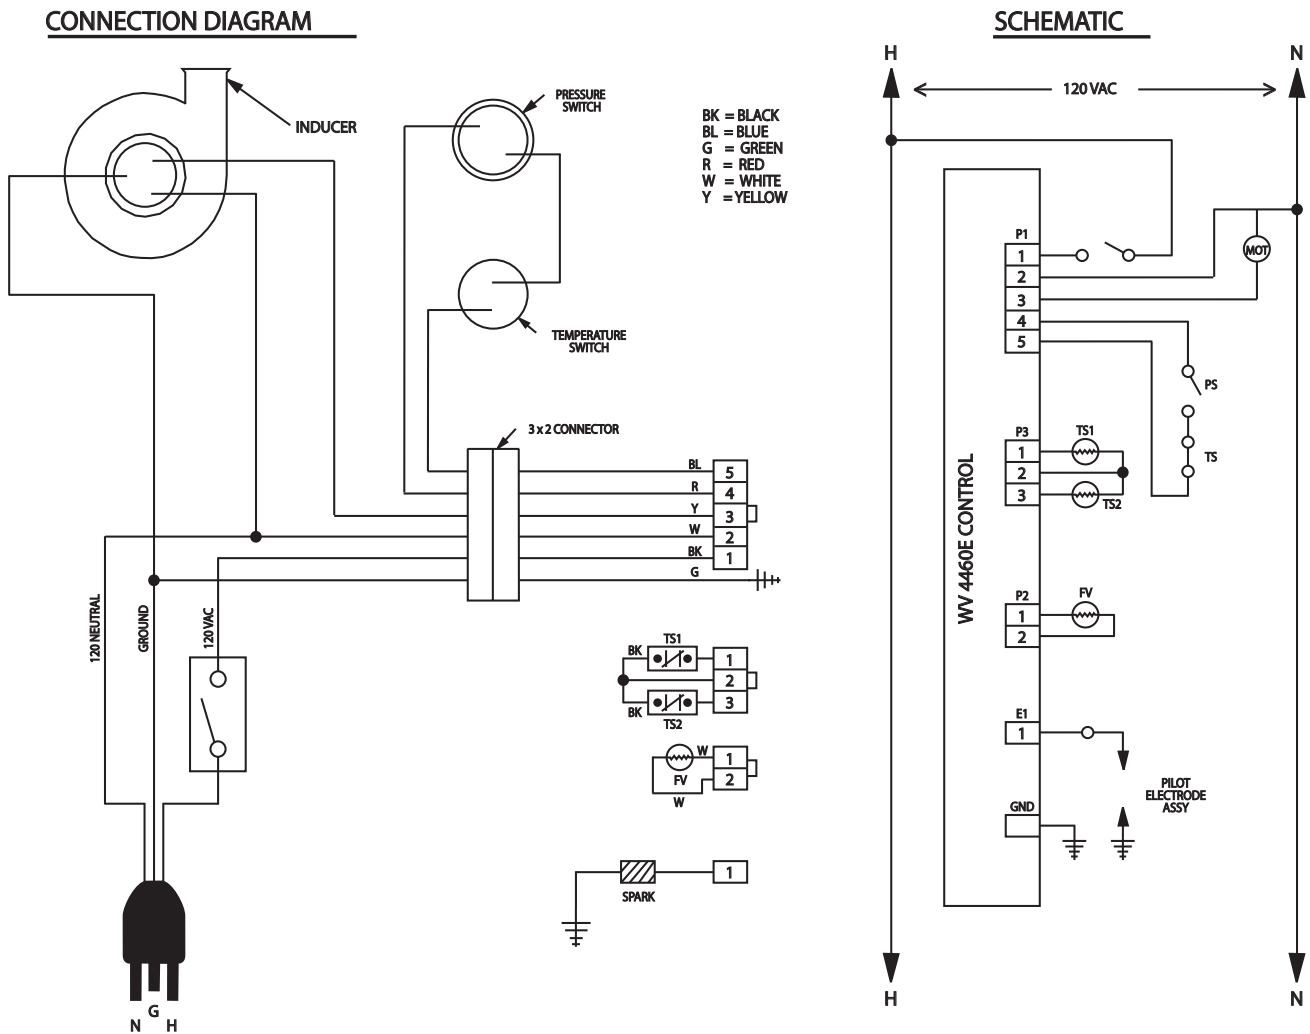 CONNECTION DIAGRAM
INDUCER
PRESSURE
SWITCH
BK = BLACK
BL = BLUE
G = GREEN
R = RED
W = WHITE
Y = YELLOW
TEMPERATURE
SWITCH
3 x 2 CONNECTOR
BL 5
R 4
Y 3
W 2
BK 1
G
120 NEUTRAL
GROUND
120 VAC
TS1
BK 1
2
BK 3
TS2
W 1
FV 2
W
1
SPARK
N
G
H
SCHEMATIC
H
N
120 VAC
P1
1
2
3
4
5
MOT
PS
TS
P3
1
2
3
TS1
TS2
WV 4460E CONTROL
P2
1
2
FV
E1
1
PILOT
ELECTRODE
ASSY
GND
H
N